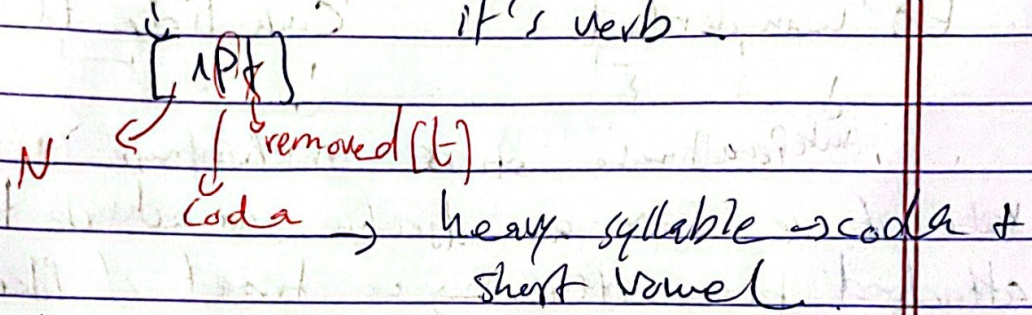 it's verb.
[ʌpt]
N removed [t]
Coda
→ heavy syllable → coda +
short vowel.